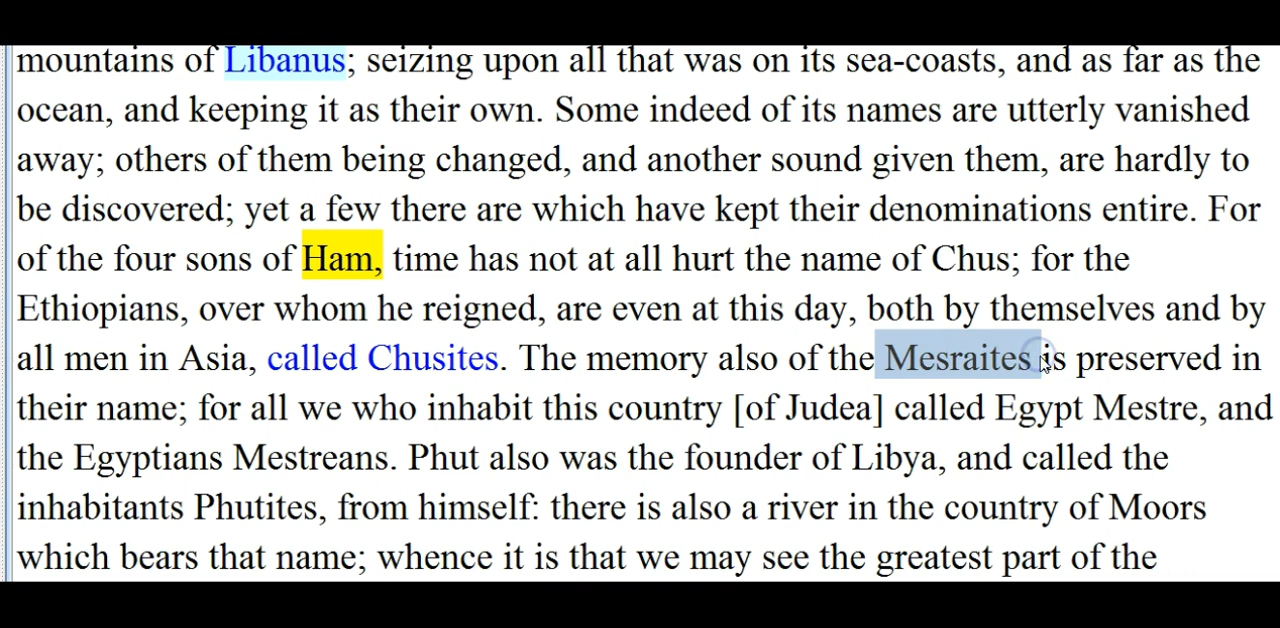 mountains of Libanus; seizing upon all that was on its sea-coasts, and as far as the
ocean, and keeping it as their own. Some indeed of its names are utterly vanished
away; others of them being changed, and another sound given them, are hardly to
be discovered; yet a few there are which have kept their denominations entire. For
of the four sons of Ham, time has not at all hurt the name of Chus; for the
Ethiopians, over whom he reigned, are even at this day, both by themselves and by
all men in Asia, called Chusites. The memory also of the Mesraites is preserved in
their name; for all we who inhabit this country [of Judea] called Egypt Mestre, and
the Egyptians Mestreans. Phut also was the founder of Libya, and called the
inhabitants Phutites, from himself: there is also a river in the country of Moors
which bears that name; whence it is that we may see the greatest part of the